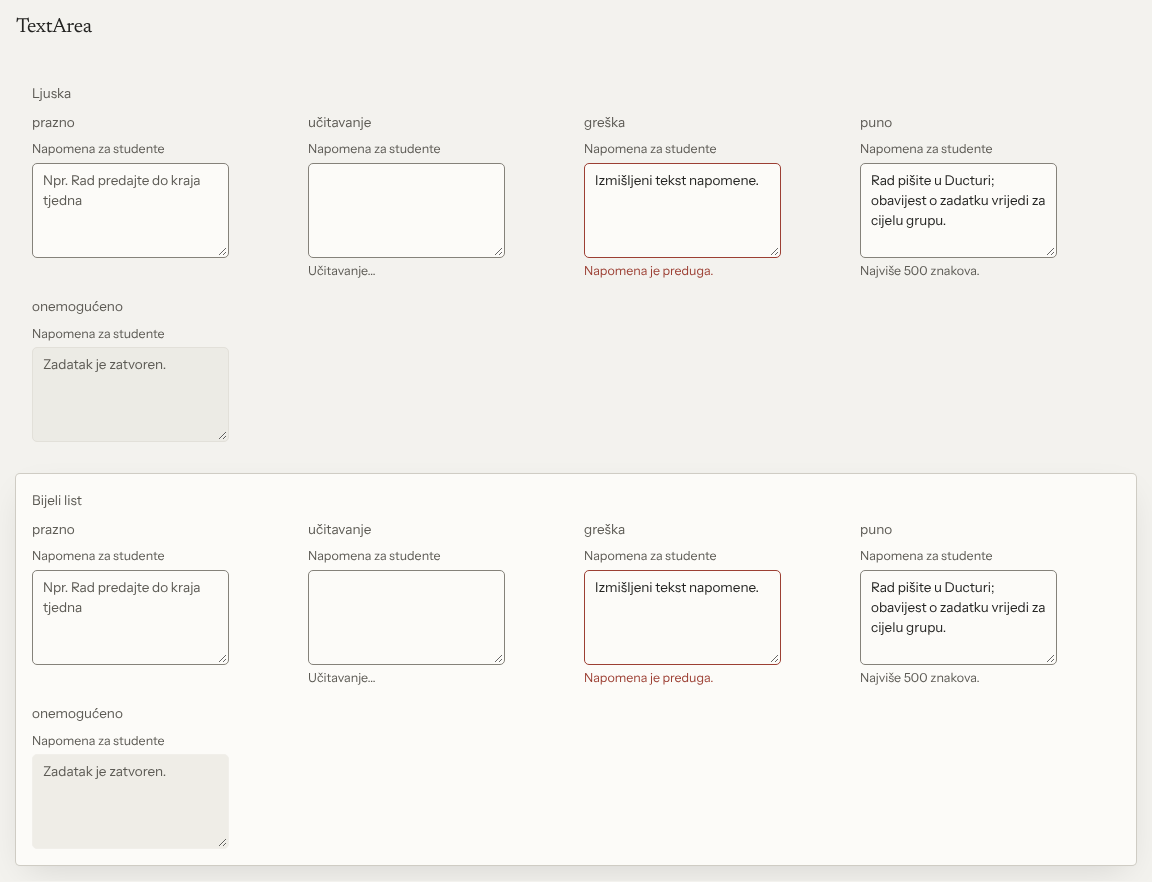 TextArea
Ljuska
prazno
učitavanje
greška
puno
Napomena za studente
Napomena za studente
Napomena za studente
Napomena za studente
Npr. Rad predajte do kraja
tjedna
Izmišljeni tekst napomene.
Rad pišite u Ducturi;
obavijest o zadatku vrijedi za
cijelu grupu.
Učitavanje…
Napomena je preduga.
Najviše 500 znakova.
onemogućeno
Napomena za studente
Zadatak je zatvoren.
Bijeli list
prazno
učitavanje
greška
puno
Napomena za studente
Napomena za studente
Napomena za studente
Napomena za studente
Npr. Rad predajte do kraja
tjedna
Izmišljeni tekst napomene.
Rad pišite u Ducturi;
obavijest o zadatku vrijedi za
cijelu grupu.
Učitavanje…
Napomena je preduga.
Najviše 500 znakova.
onemogućeno
Napomena za studente
Zadatak je zatvoren.